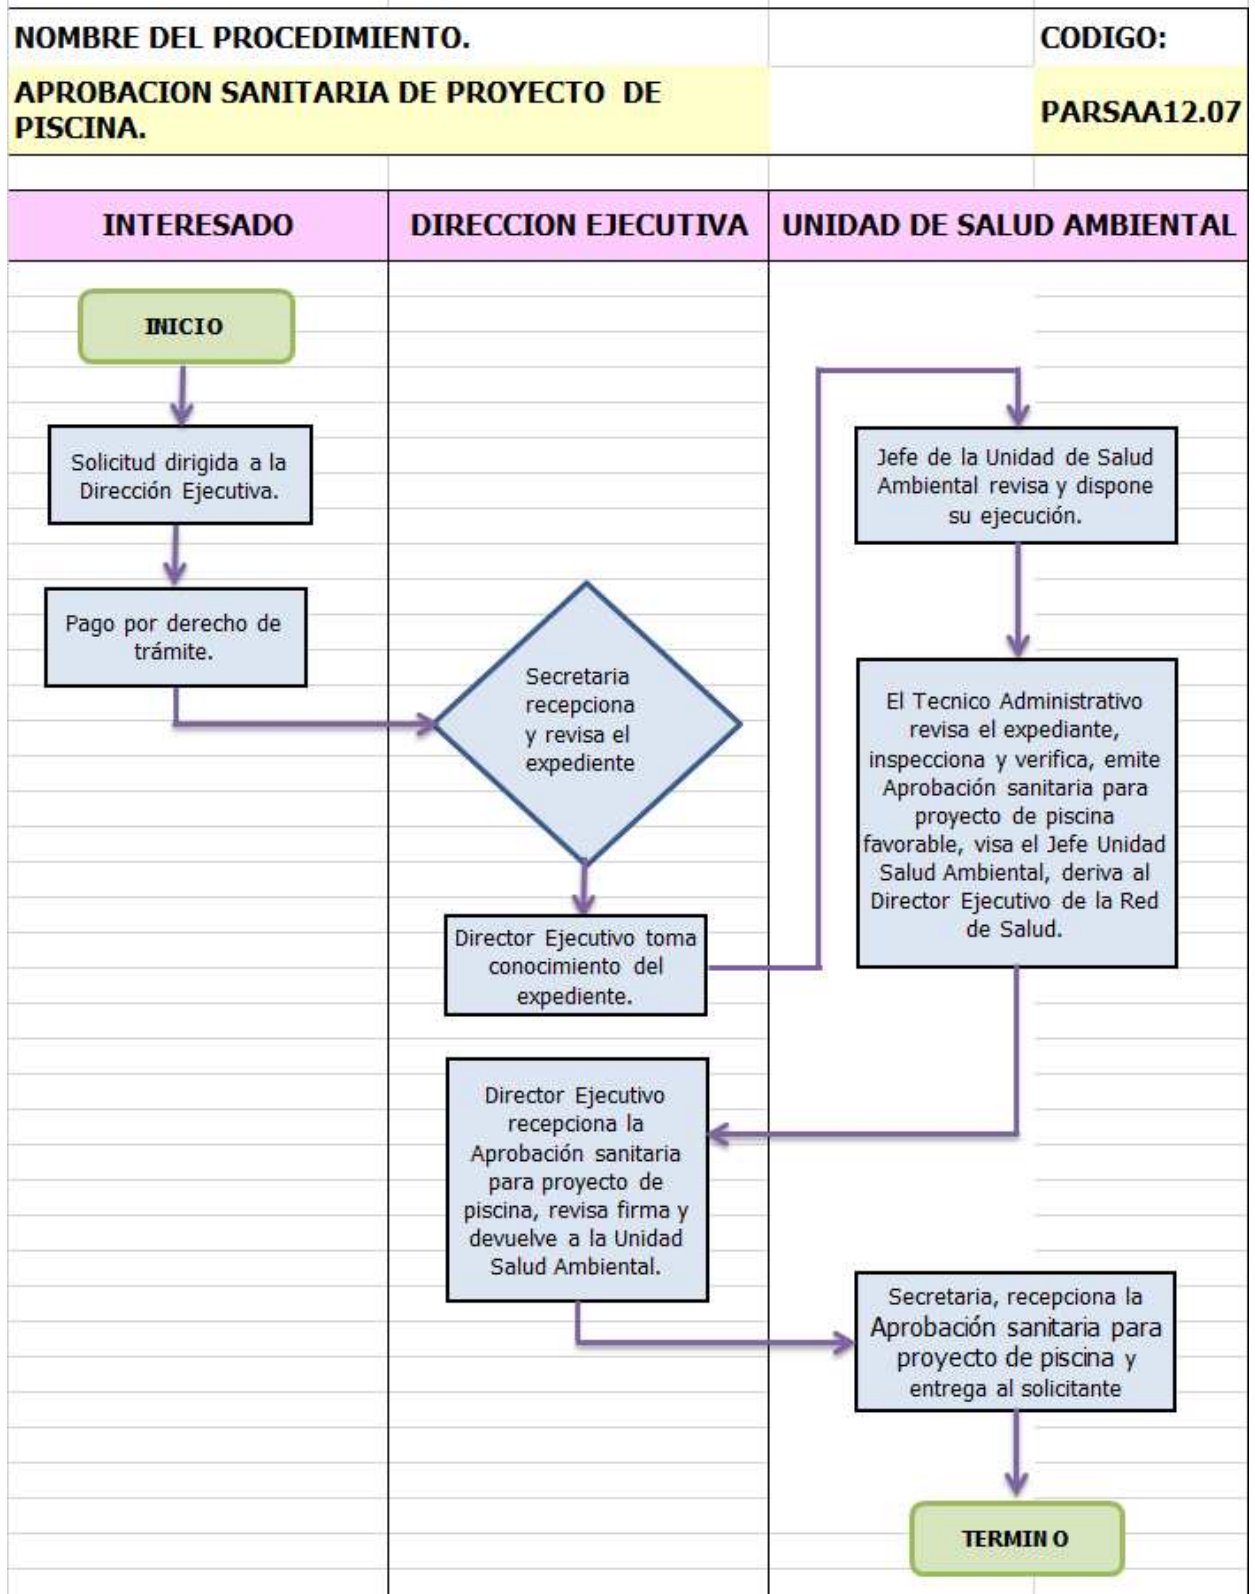 NOMBRE DEL PROCEDIMIENTO.
CODIGO:
APROBACION SANITARIA DE PROYECTO DE
PISCINA.
PARSAA12.07
INTERESADO
DIRECCION EJECUTIVA
UNIDAD DE SALUD AMBIENTAL
INICIO
Solicitud dirigida a la
Dirección Ejecutiva.
Pago por derecho de
trámite.
Secretaria
recepciona
y revisa el
expediente
Director Ejecutivo toma
conocimiento del
expediente.
Jefe de la Unidad de Salud
Ambiental revisa y dispone
su ejecución.
El Tecnico Administrativo
revisa el expediante,
inspecciona y verifica, emite
Aprobación sanitaria para
proyecto de piscina
favorable, visa el Jefe Unidad
Salud Ambiental, deriva al
Director Ejecutivo de la Red
de Salud.
Director Ejecutivo
recepciona la
Aprobación sanitaria
para proyecto de
piscina, revisa firma y
devuelve a la Unidad
Salud Ambiental.
Secretaria, recepciona la
Aprobación sanitaria para
proyecto de piscina y
entrega al solicitante
TERMINO